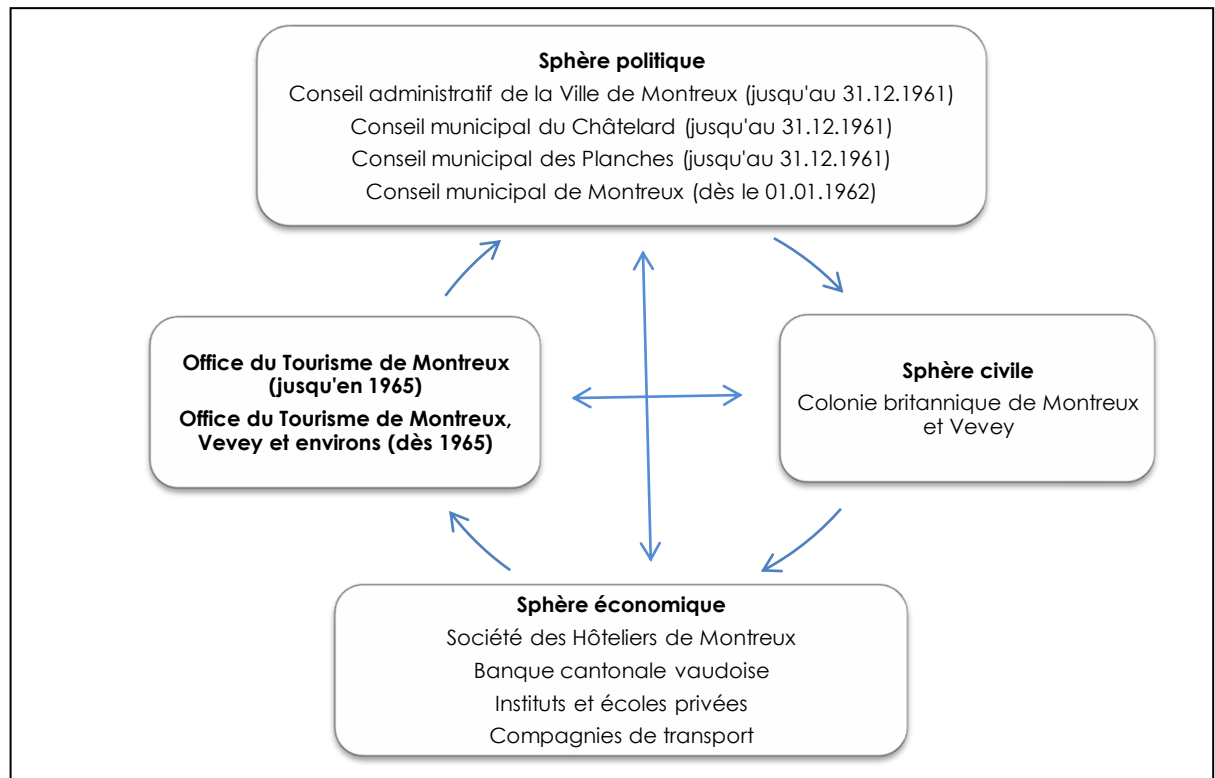 Sphère politique
Conseil administratif de la Ville de Montreux (jusqu'au 31.12.1961)
Conseil municipal du Châtelard (jusqu'au 31.12.1961)
Conseil municipal des Planches (jusqu'au 31.12.1961)
Conseil municipal de Montreux (dès le 01.01.1962)
Office du Tourisme de Montreux
(jusqu'en 1965)
Office du Tourisme de Montreux,
Vevey et environs (dès 1965)
Sphère civile
Colonie britannique de Montreux
et Vevey
Sphère économique
Société des Hôteliers de Montreux
Banque cantonale vaudoise
Instituts et écoles privées
Compagnies de transport